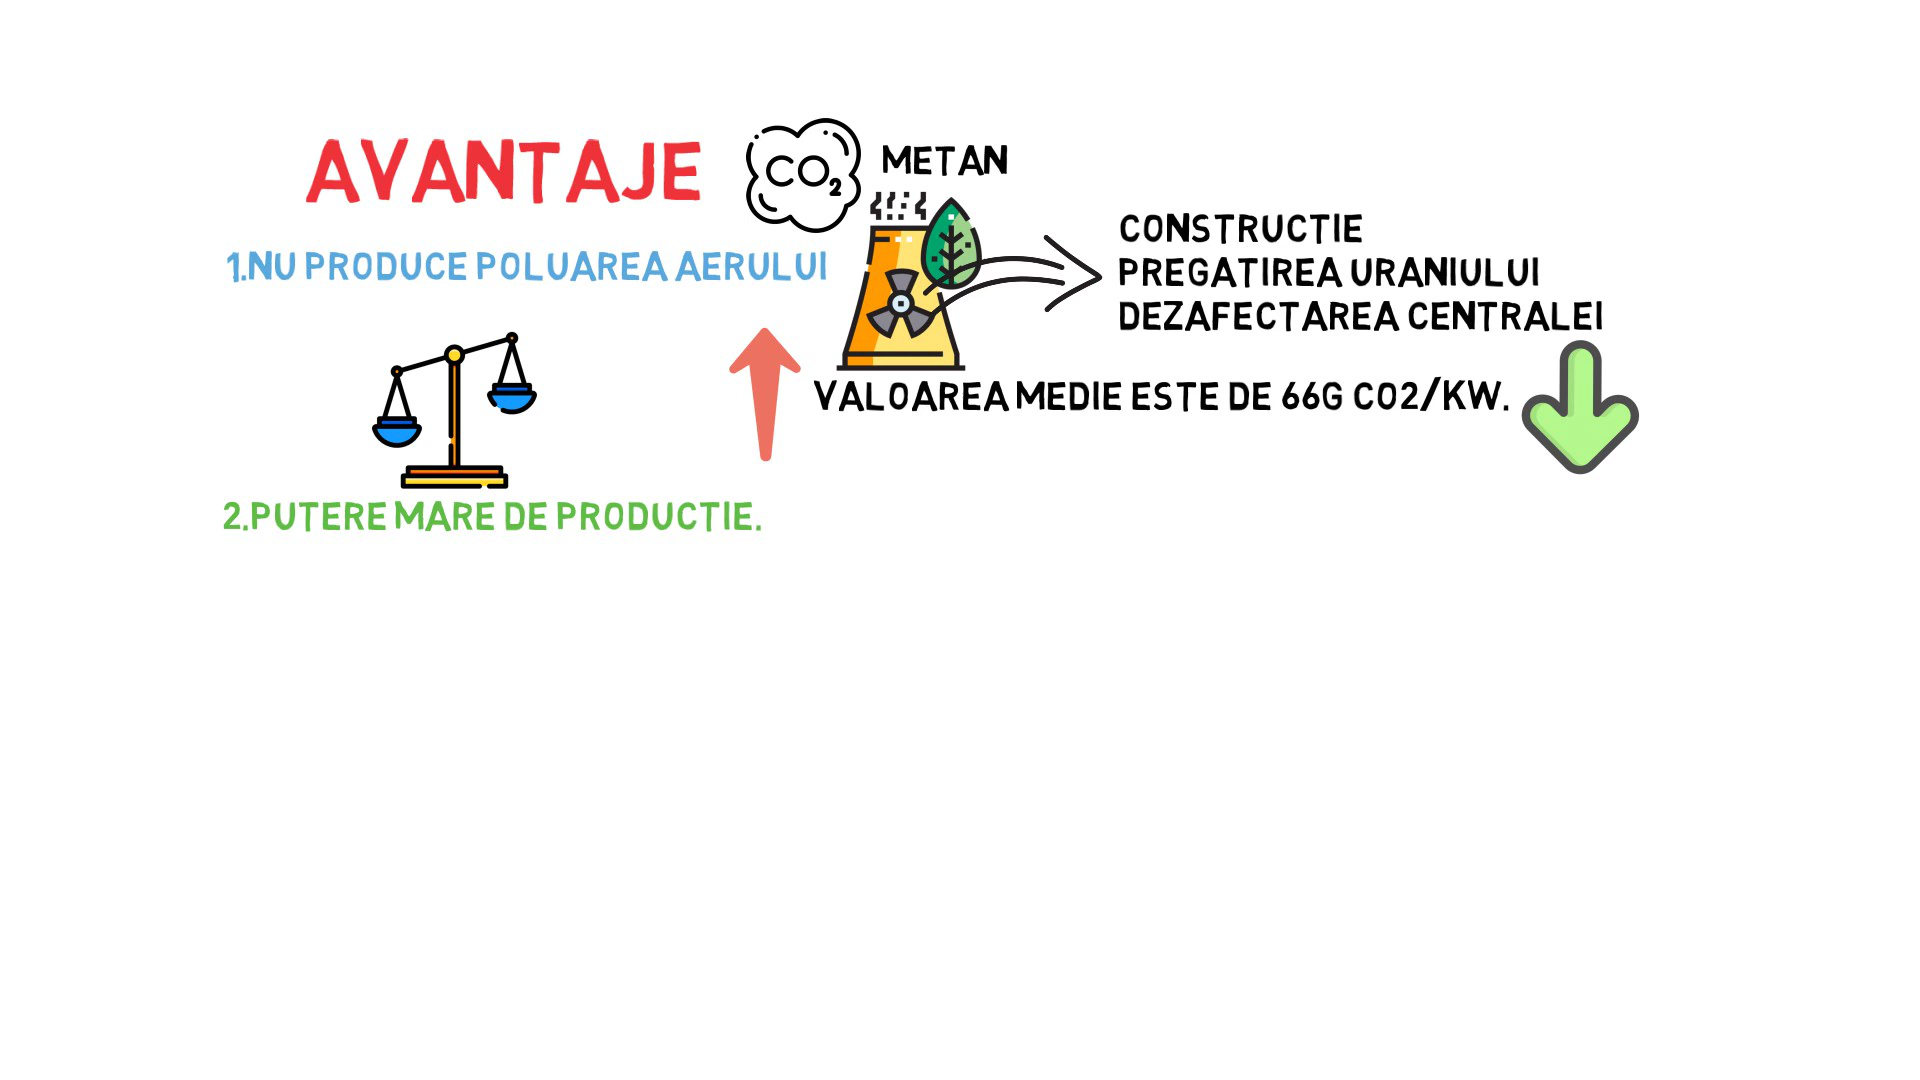 AVANTAJE
CO2
METAN
1.NU PRODUCE POLUAREA AERULUI
CONSTRUCTIE
PREGATIREA URANIULUI
DEZAFECTAREA CENTRALEI
VALOAREA MEDIE ESTE DE 66G CO2/KW.
2.PUTERE MARE DE PRODUCTIE.